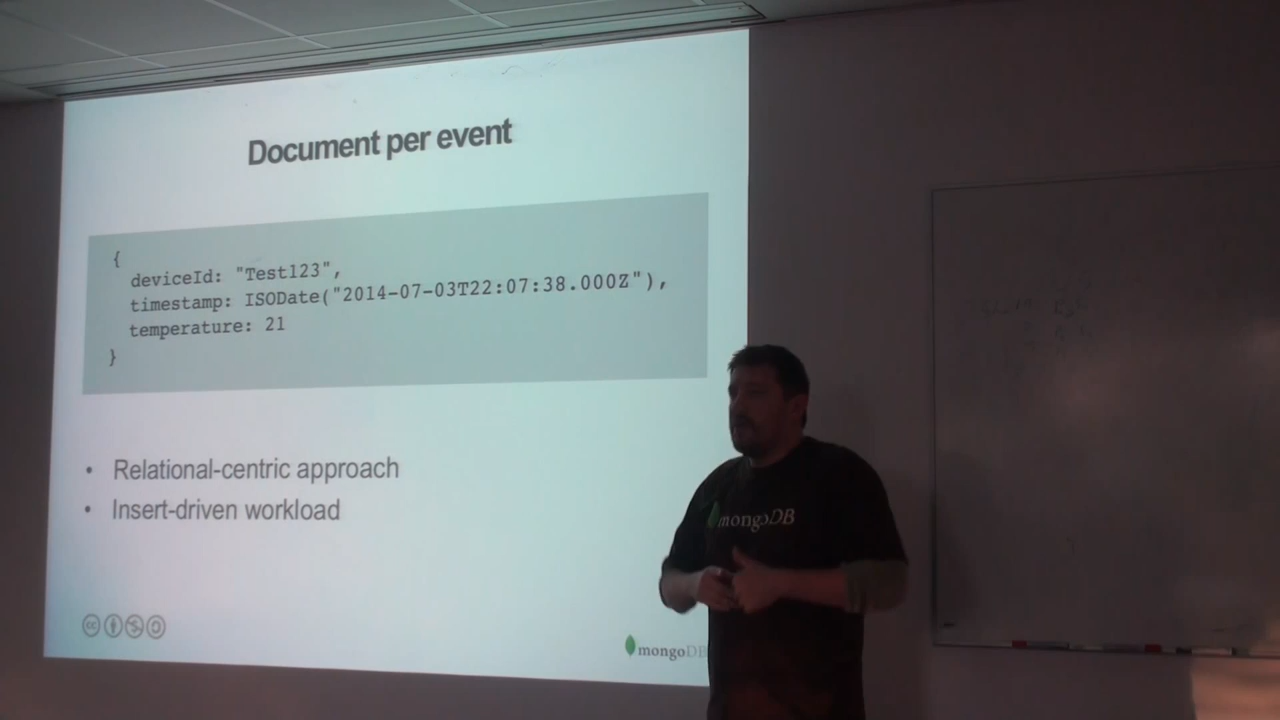 Document per event
{
deviceId: "Test123",
timestamp: ISODate("2014-07-03T22:07:38.000Z"),
temperature: 21
}
• Relational-centric approach
• Insert-driven workload
cc
mongoDB
mongoDB